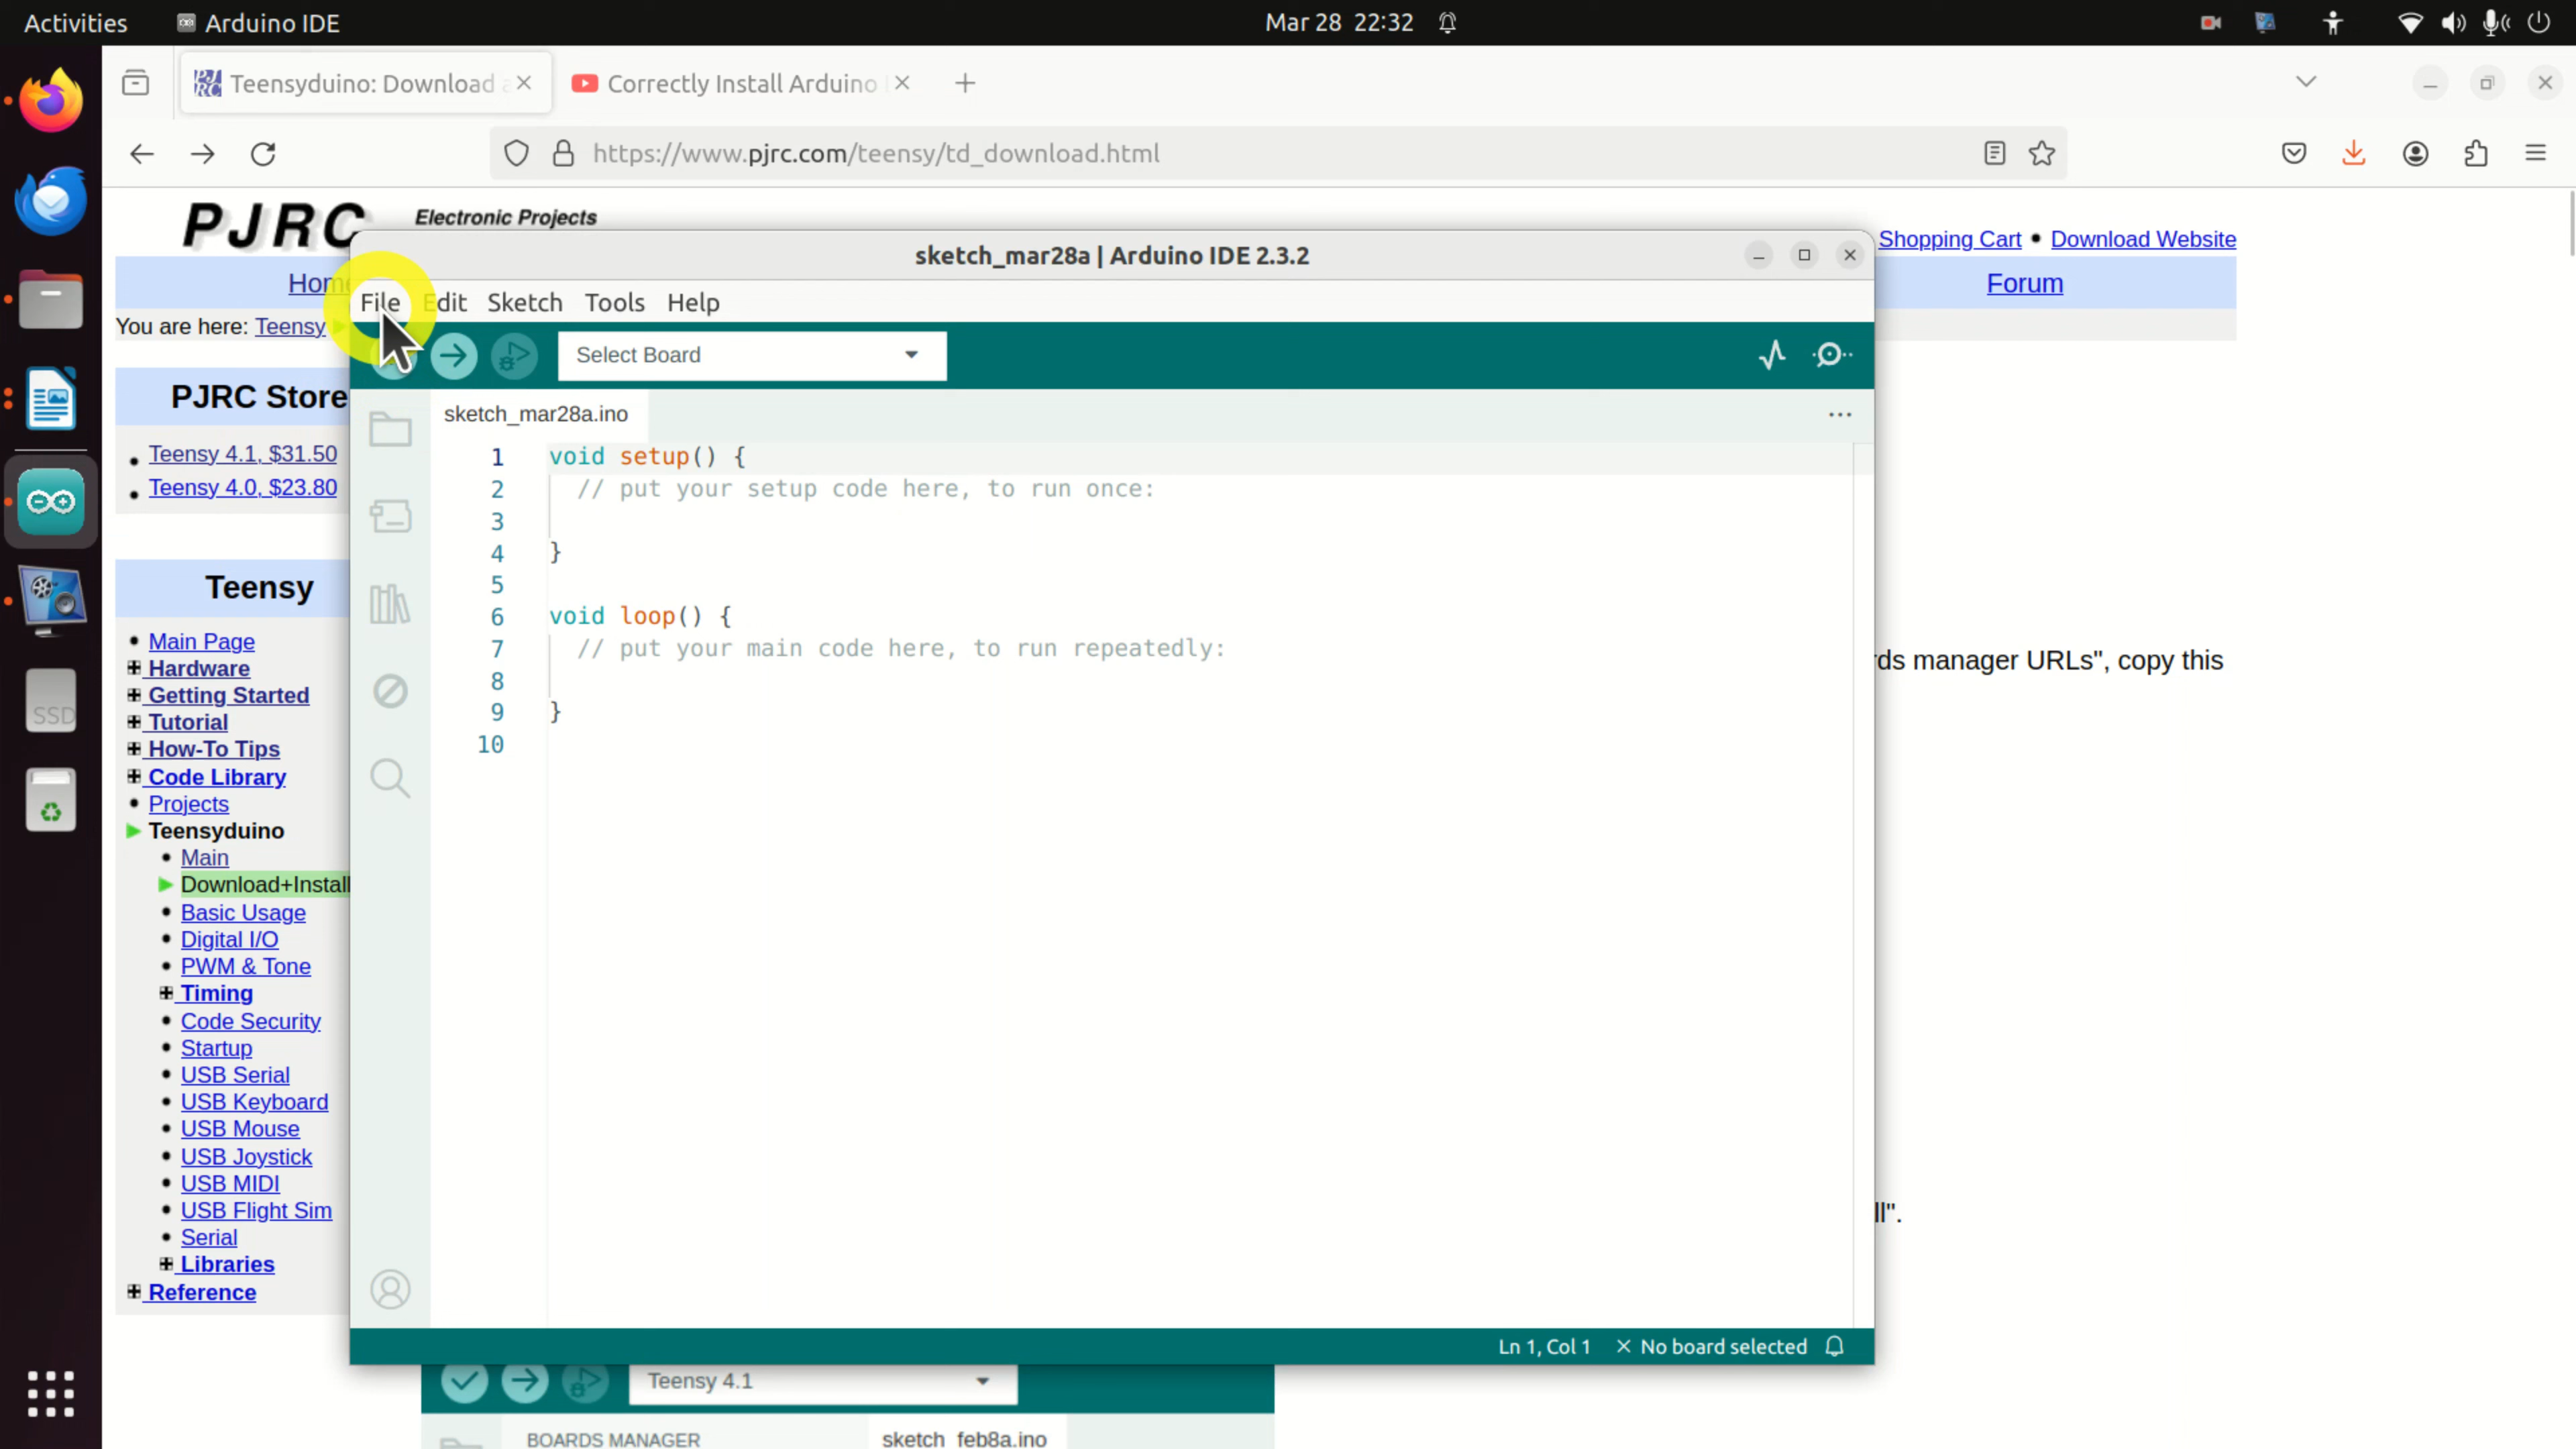 Activities
Arduino IDE
Mar 28 22:32
Teensyduino: Download a
Correctly Install Arduino
https://www.pjrc.com/teensy/td_download.html
PJRC
Electronic Projects
Shopping Cart • Download Website
Home
Forum
You are here: Teensy
sketch_mar28a | Arduino IDE 2.3.2
File Edit Sketch Tools Help
Select Board
PJRC Store
Teensy 4.1, $31.50
Teensy 4.0, $23.80
Teensy
Main Page
Hardware
Getting Started
Tutorial
How-To Tips
Code Library
Projects
Teensyduino
Main
Download+Install
Basic Usage
Digital I/O
PWM & Tone
Timing
Code Security
Startup
USB Serial
USB Keyboard
USB Mouse
USB Joystick
USB MIDI
USB Flight Sim
Serial
Libraries
Reference
SSD
sketch_mar28a.ino
1 void setup() {
2 // put your setup code here, to run once:
3
4 }
5
6 void loop() {
7 // put your main code here, to run repeatedly:
8
9 }
10
rds manager URLs", copy this
ll".
Ln 1, Col 1
No board selected
Teensy 4.1
BOARDS MANAGER
sketch_feb8a.ino